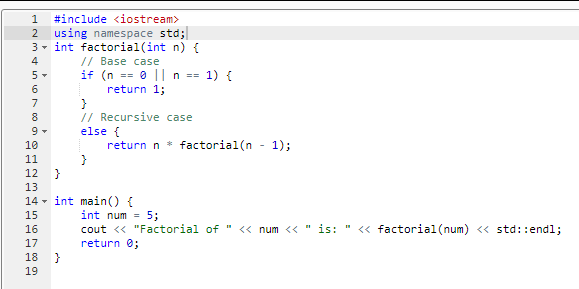 1 #include <iostream>
2 using namespace std;
3 int factorial(int n) {
4     // Base case
5     if (n == 0 || n == 1) {
6         return 1;
7     }
8     // Recursive case
9     else {
10         return n * factorial(n - 1);
11     }
12 }
13
14 int main() {
15     int num = 5;
16     cout << "Factorial of " << num << " is: " << factorial(num) << std::endl;
17     return 0;
18 }
19